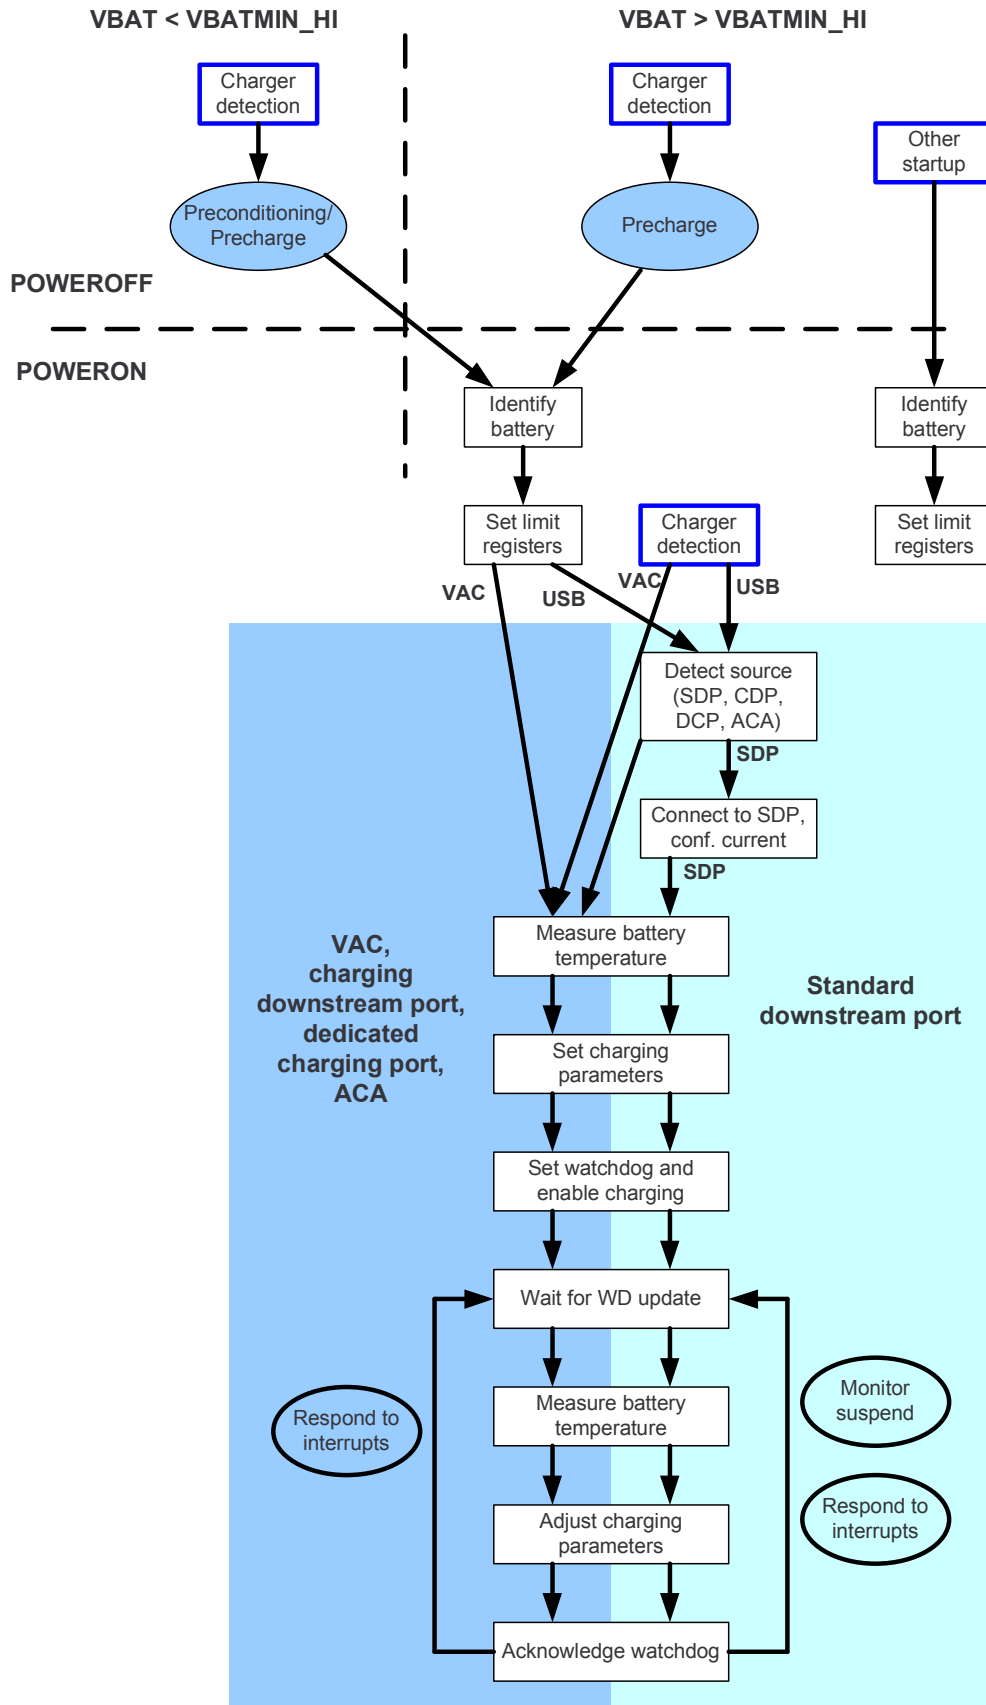 VBAT < VBATMIN_HI
VBAT > VBATMIN_HI
Charger
detection
Charger
detection
Other
startup
Preconditioning/
Precharge
Precharge
POWEROFF
POWERON
Identify
battery
Identify
battery
Set limit
registers
Charger
detection
Set limit
registers
VAC
USB
VAC
USB
Detect source
(SDP, CDP,
DCP, ACA)
SDP
Connect to SDP,
conf. current
SDP
Measure battery
temperature
VAC,
charging
downstream port,
dedicated
charging port,
ACA
Standard
downstream port
Set charging
parameters
Set watchdog and
enable charging
Wait for WD update
Measure battery
temperature
Monitor
suspend
Respond to
interrupts
Adjust charging
parameters
Respond to
interrupts
Acknowledge watchdog